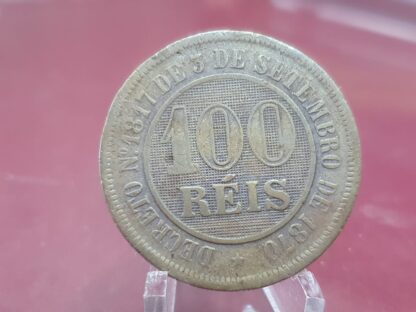 DECRETO Nº 1817 DE 3 DE SETEMBRO DE 1870
100
RÉIS